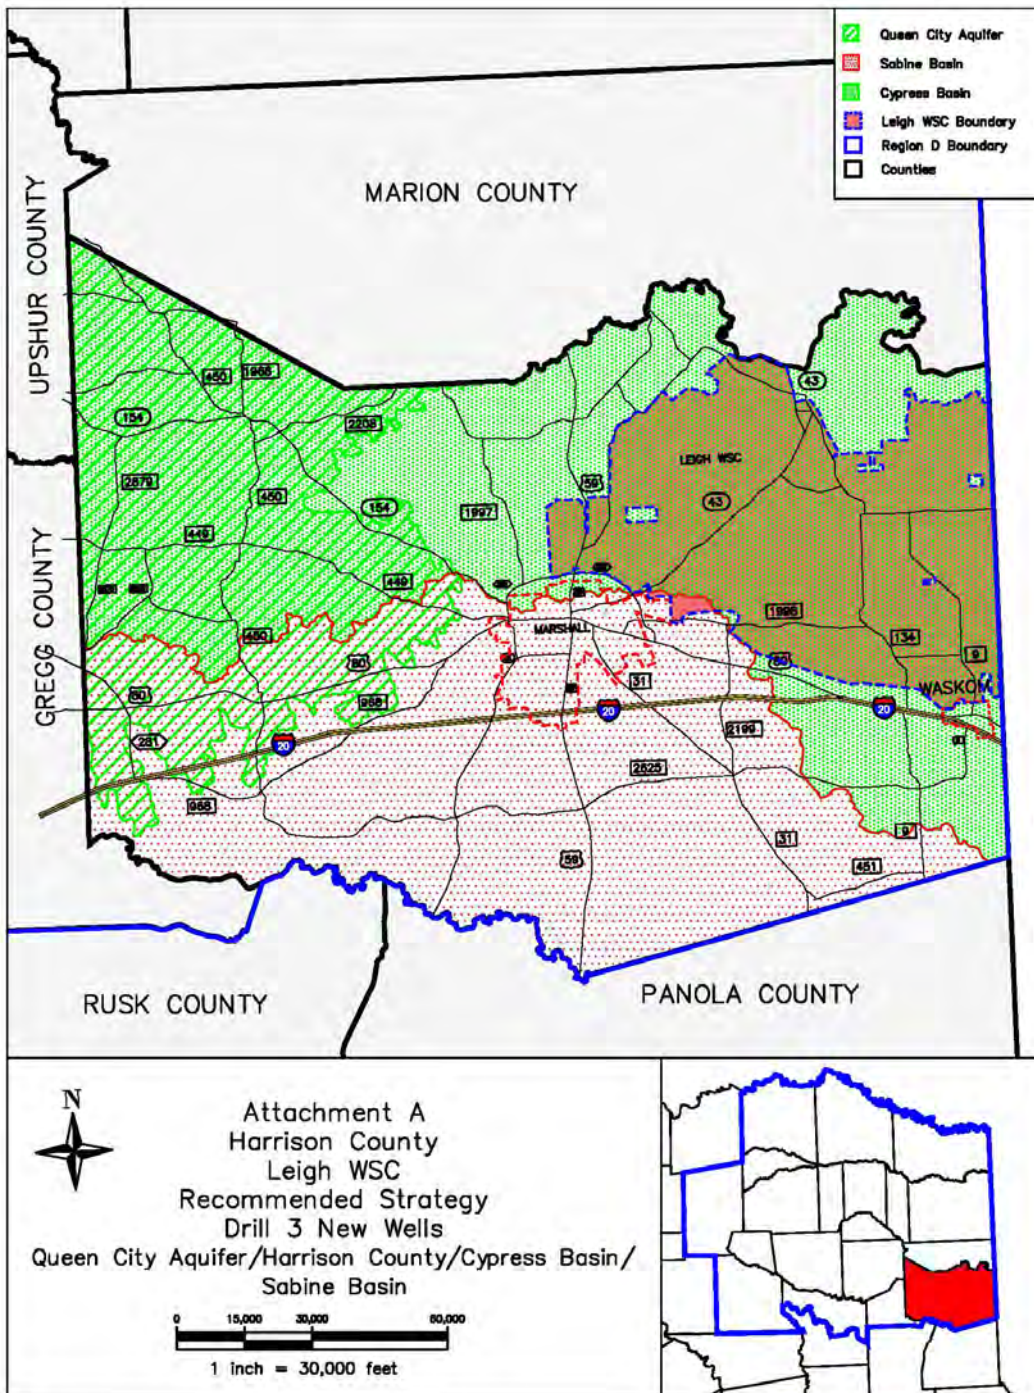 Queen City Aquifer
Sabine Basin
Cypress Basin
Leigh WSC Boundary
Region D Boundary
Counties
MARION COUNTY
UPSHUR COUNTY
GREGG COUNTY
RUSK COUNTY
PANOLA COUNTY
450
1968
154
43
2208
2879
LEIGH WSC
59
450
154
1997
43
449
449
450
MARSHALL
1998
134
9
80
80
80
31
968
WASKOM
20
20
20
281
2199
2625
968
59
31
9
451
N
Attachment A
Harrison County
Leigh WSC
Recommended Strategy
Drill 3 New Wells
Queen City Aquifer/Harrison County/Cypress Basin/
Sabine Basin
0 15,000 30,000 60,000
1 inch = 30,000 feet